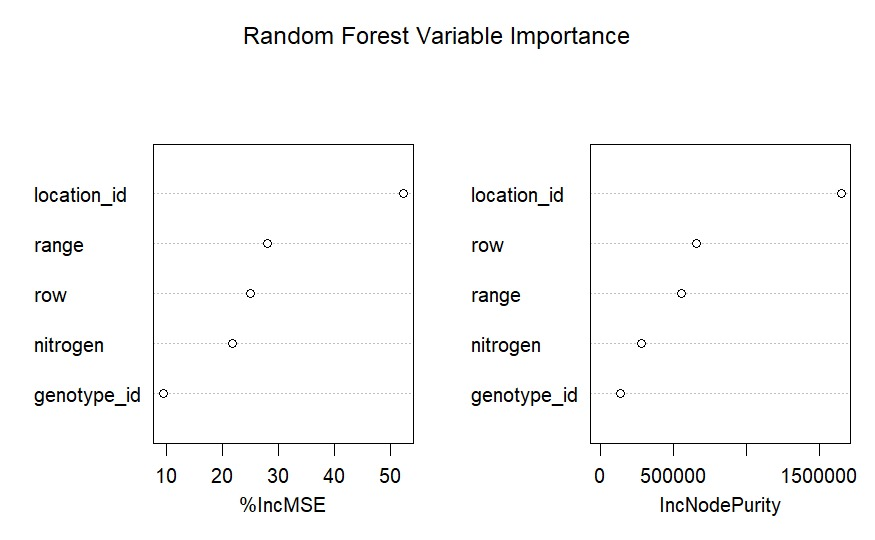 Random Forest Variable Importance
location_id
range
row
nitrogen
genotype_id
10 20 30 40 50
%IncMSE
location_id
row
range
nitrogen
genotype_id
0 500000 1500000
IncNodePurity